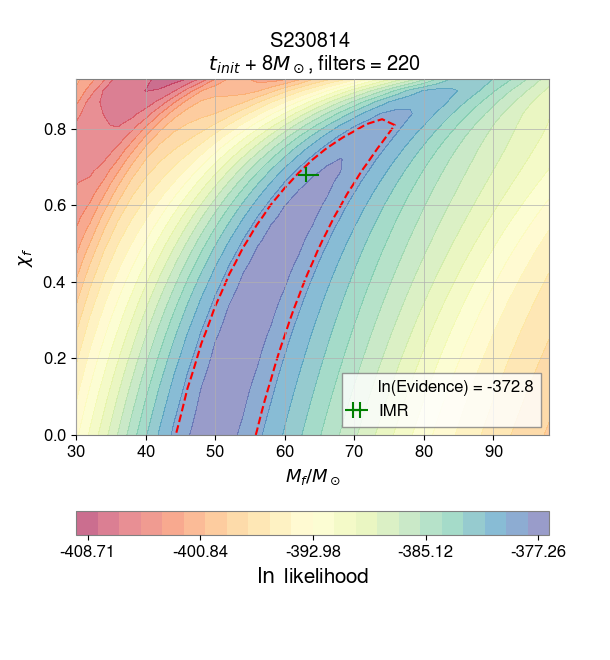 S230814
t_init + 8M_⊙, filters = 220
χ_f
0.8
0.6
0.4
0.2
0.0
30 40 50 60 70 80 90
M_f/M_⊙
ln(Evidence) = -372.8
IMR
-408.71 -400.84 -392.98 -385.12 -377.26
ln likelihood